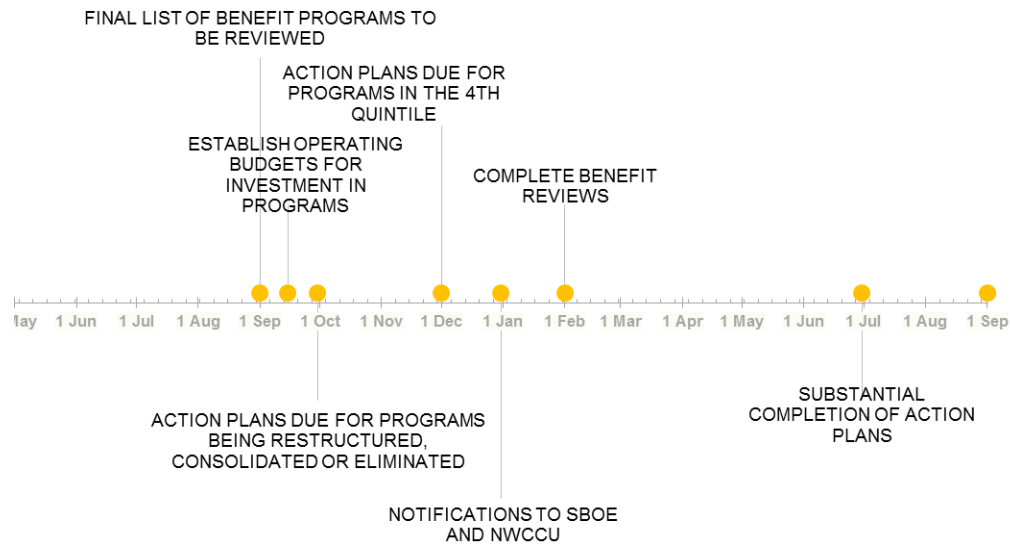 FINAL LIST OF BENEFIT PROGRAMS TO
BE REVIEWED
ACTION PLANS DUE FOR
PROGRAMS IN THE 4TH
QUINTILE
ESTABLISH OPERATING
BUDGETS FOR
INVESTMENT IN
PROGRAMS
COMPLETE BENEFIT
REVIEWS
May 1 Jun 1 Jul 1 Aug 1 Sep 1 Oct 1 Nov 1 Dec 1 Jan 1 Feb 1 Mar 1 Apr 1 May 1 Jun 1 Jul 1 Aug 1 Sep
ACTION PLANS DUE FOR PROGRAMS
BEING RESTRUCTURED,
CONSOLIDATED OR ELIMINATED
SUBSTANTIAL
COMPLETION OF ACTION
PLANS
NOTIFICATIONS TO SBOE
AND NWCCU